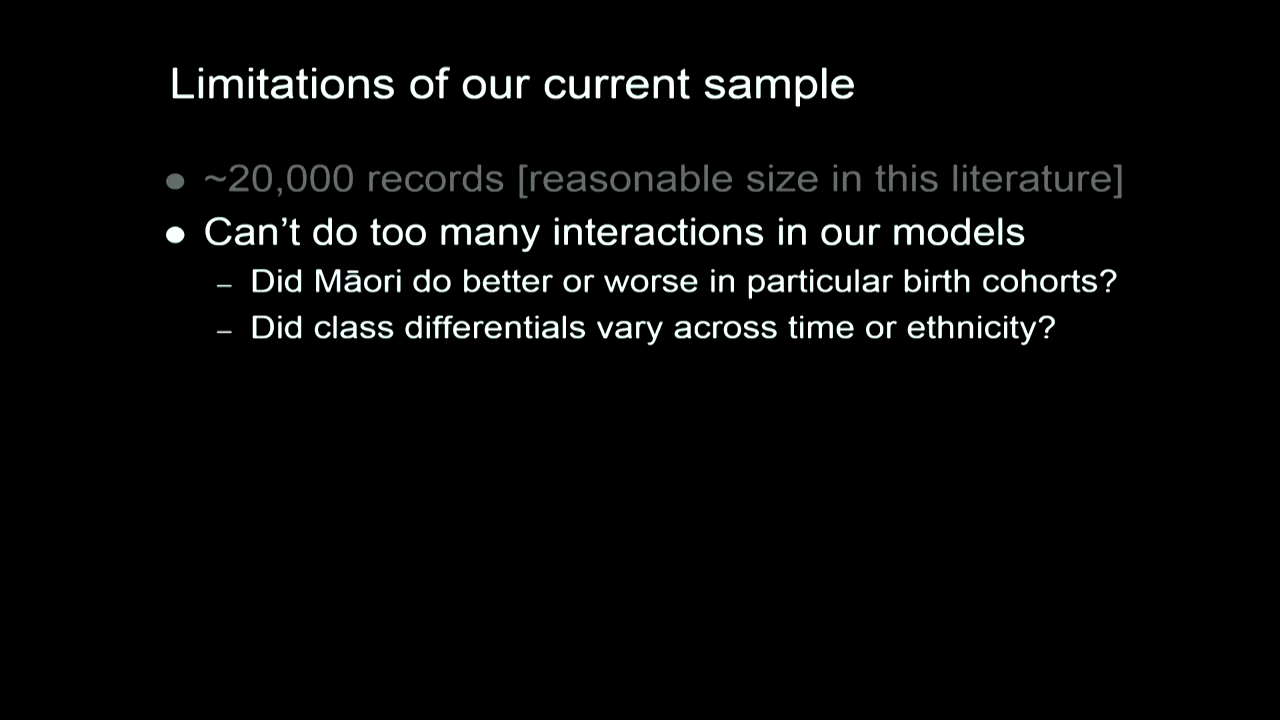 Limitations of our current sample
● ~20,000 records [reasonable size in this literature]
● Can’t do too many interactions in our models
– Did Māori do better or worse in particular birth cohorts?
– Did class differentials vary across time or ethnicity?